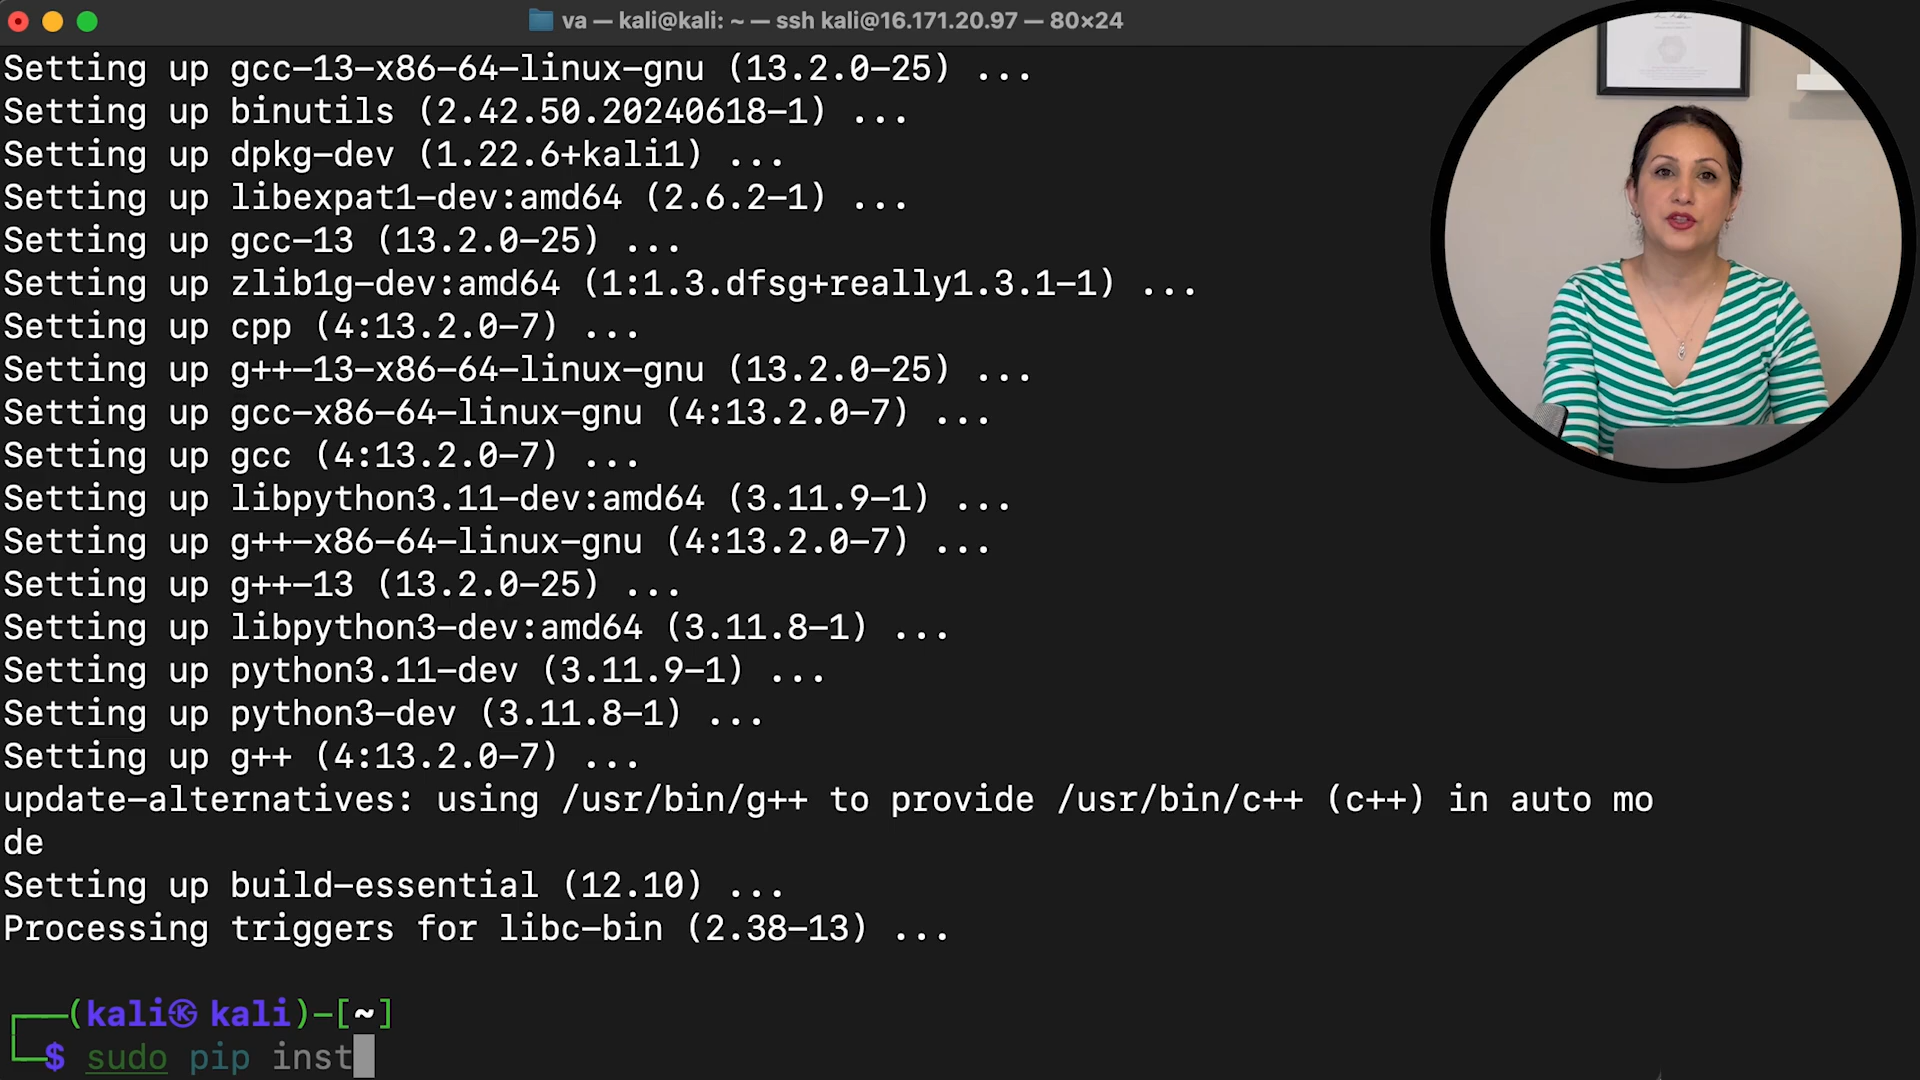 va — kali@kali: ~ — ssh kali@16.171.20.97 — 80×24
Setting up gcc-13-x86-64-linux-gnu (13.2.0-25) ...
Setting up binutils (2.42.50.20240618-1) ...
Setting up dpkg-dev (1.22.6+kali1) ...
Setting up libexpat1-dev:amd64 (2.6.2-1) ...
Setting up gcc-13 (13.2.0-25) ...
Setting up zlib1g-dev:amd64 (1:1.3.dfsg+really1.3.1-1) ...
Setting up cpp (4:13.2.0-7) ...
Setting up g++-13-x86-64-linux-gnu (13.2.0-25) ...
Setting up gcc-x86-64-linux-gnu (4:13.2.0-7) ...
Setting up gcc (4:13.2.0-7) ...
Setting up libpython3.11-dev:amd64 (3.11.9-1) ...
Setting up g++-x86-64-linux-gnu (4:13.2.0-7) ...
Setting up g++-13 (13.2.0-25) ...
Setting up libpython3-dev:amd64 (3.11.8-1) ...
Setting up python3.11-dev (3.11.9-1) ...
Setting up python3-dev (3.11.8-1) ...
Setting up g++ (4:13.2.0-7) ...
update-alternatives: using /usr/bin/g++ to provide /usr/bin/c++ (c++) in auto mo
de
Setting up build-essential (12.10) ...
Processing triggers for libc-bin (2.38-13) ...
┌──(kali㉿kali)-[~]
└─$ sudo pip inst